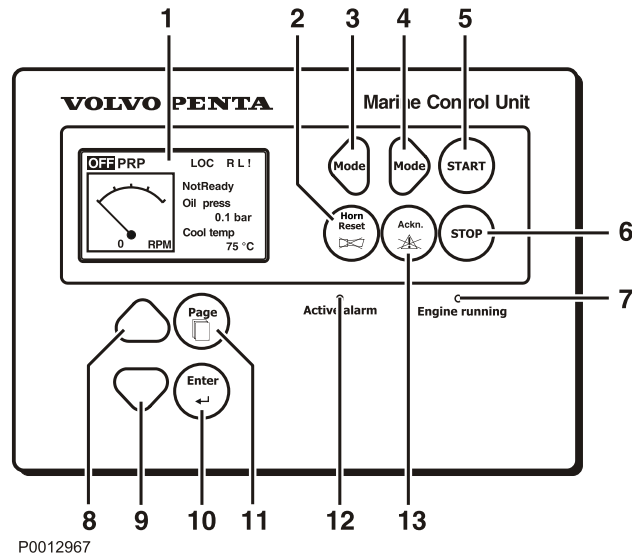 1 2 3 4 5
VOLVO PENTA Marine Control Unit
OFF PRP LOC R L !
NotReady
Oil press
0.1 bar
Cool temp
75 °C
0 RPM
Mode Mode START
Horn Reset Ackn. STOP
6
7
Active alarm Engine running
Page
Enter
8 9 10 11 12 13
P0012967